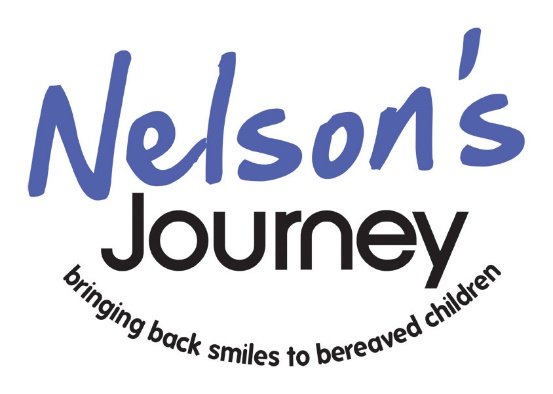 Nelson's
Journey
bringing back smiles to bereaved children